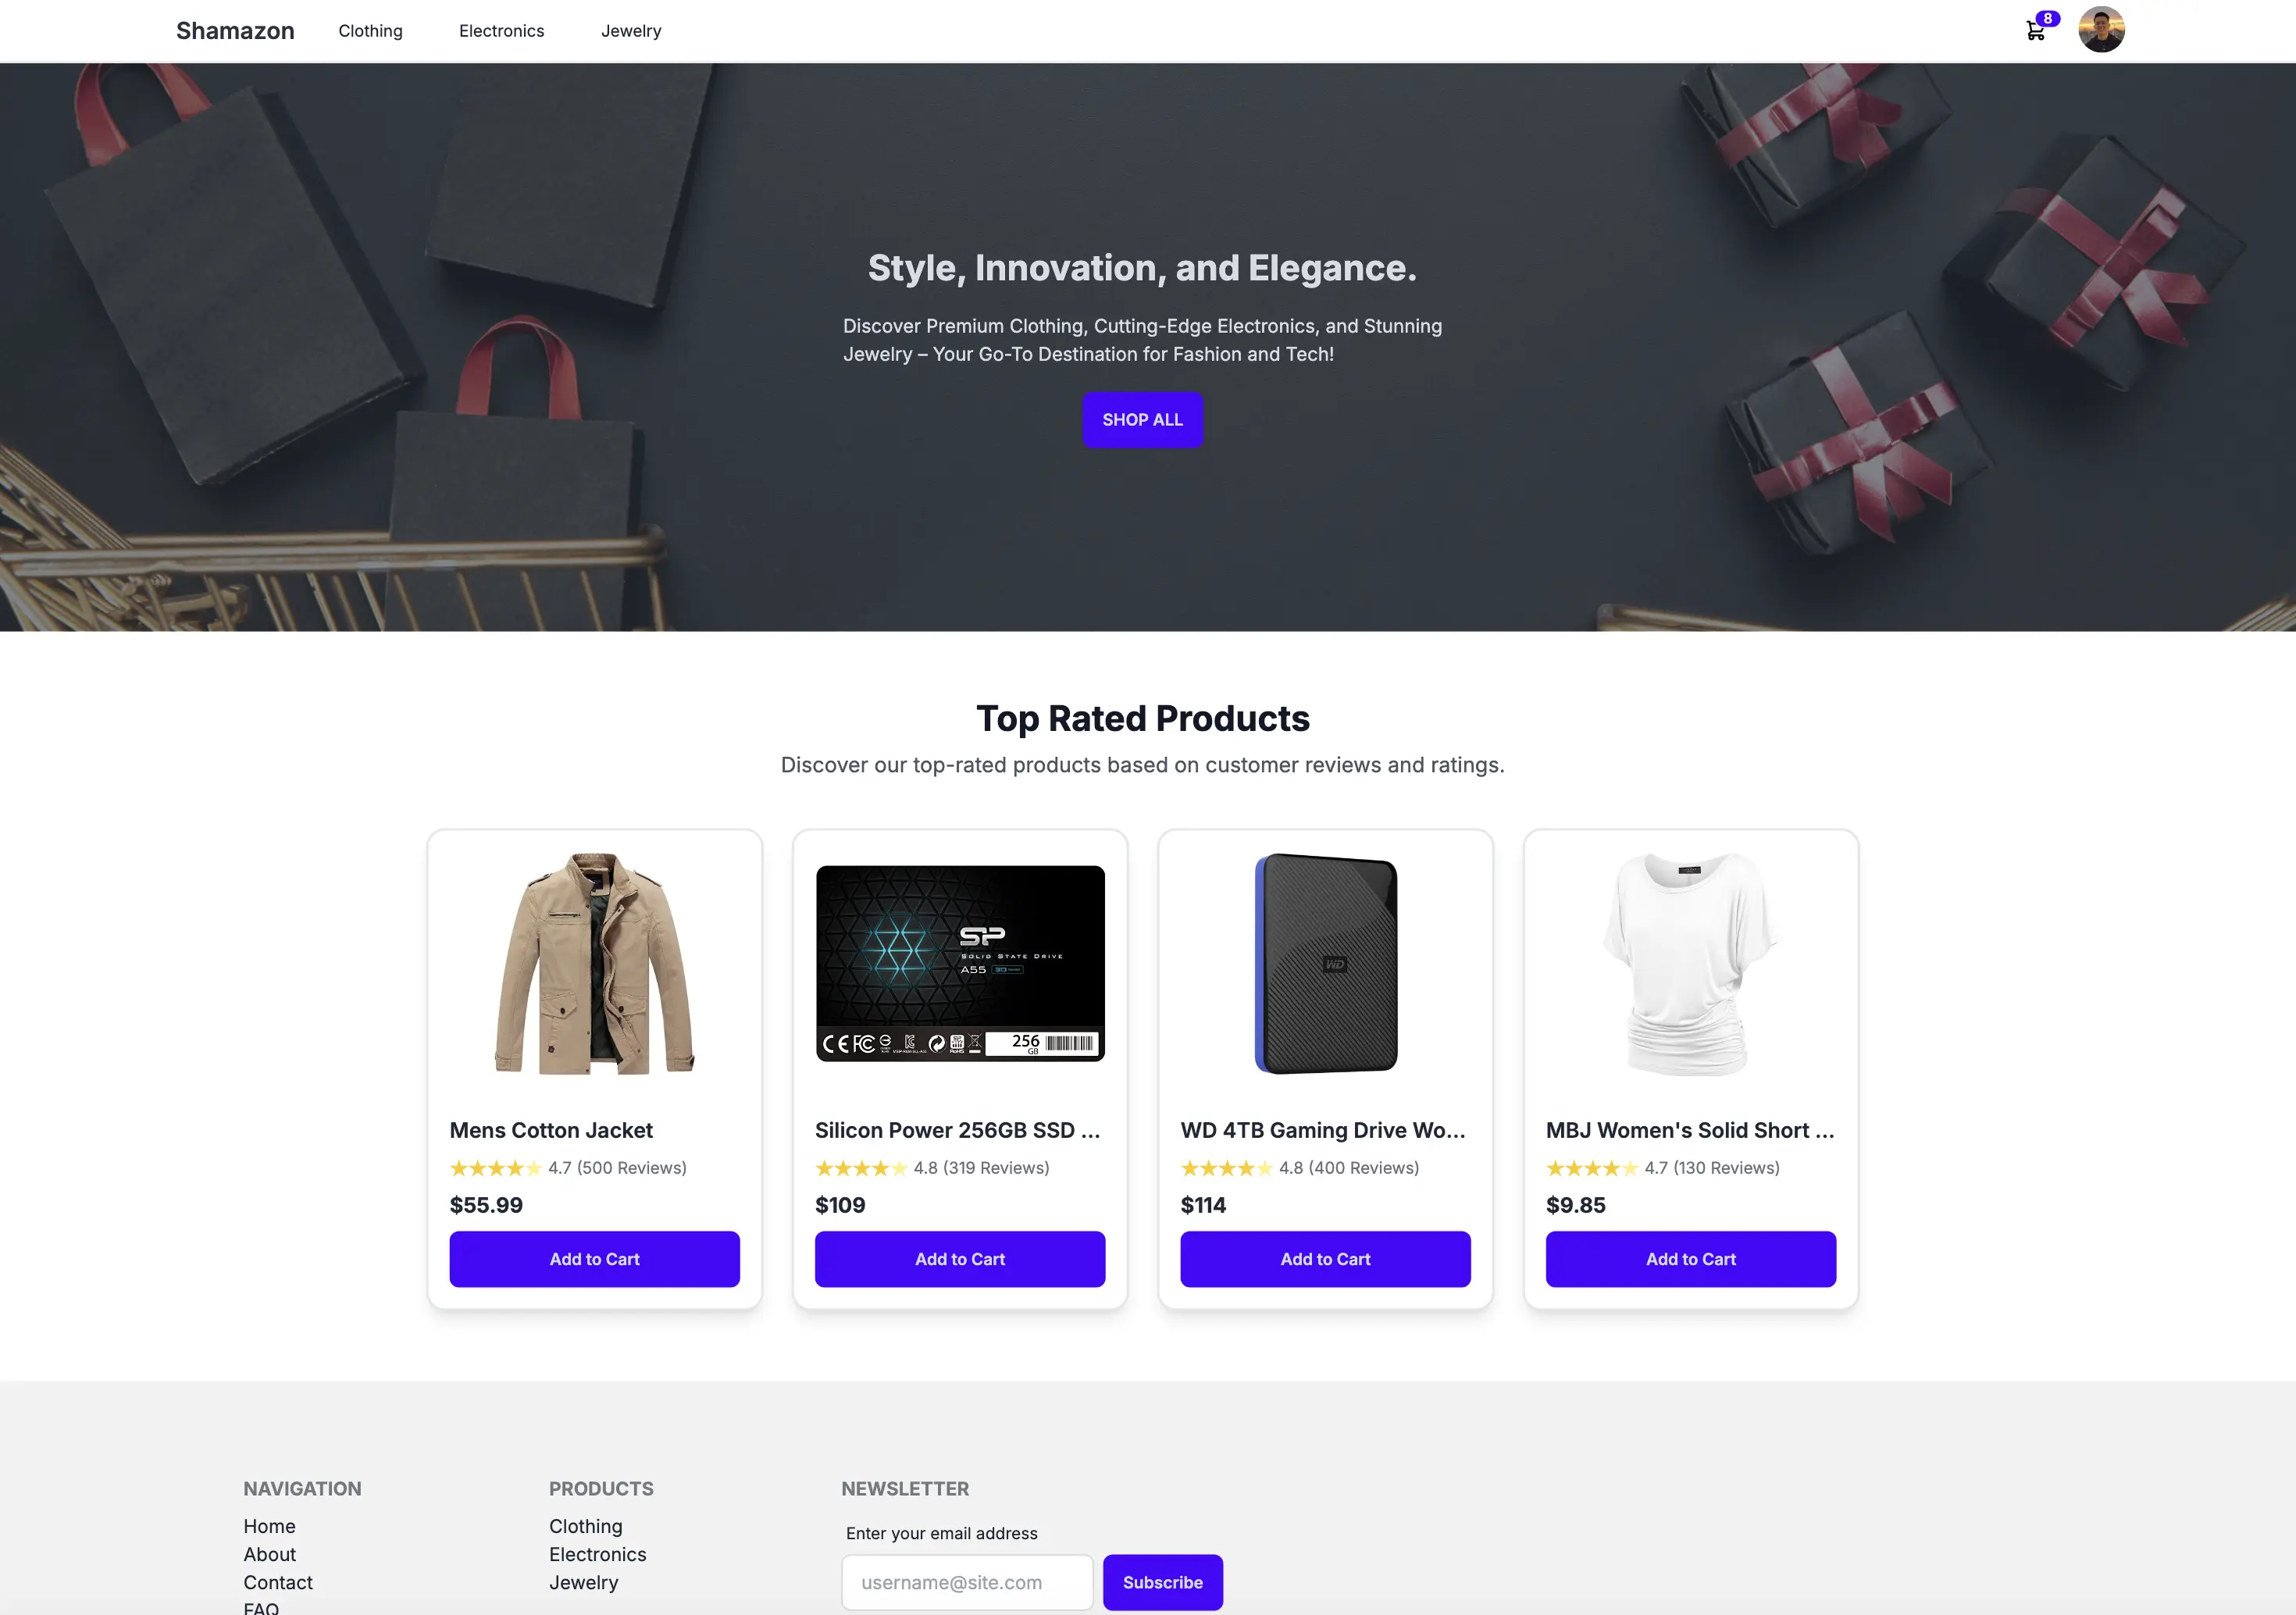 Shamazon
Clothing
Electronics
Jewelry
8
Style, Innovation, and Elegance.
Discover Premium Clothing, Cutting-Edge Electronics, and Stunning
Jewelry – Your Go-To Destination for Fashion and Tech!
SHOP ALL
Top Rated Products
Discover our top-rated products based on customer reviews and ratings.
SP
SOLID STATE DRIVE
A55
256
GB
WD
Mens Cotton Jacket
4.7 (500 Reviews)
$55.99
Add to Cart
Silicon Power 256GB SSD ...
4.8 (319 Reviews)
$109
Add to Cart
WD 4TB Gaming Drive Wo...
4.8 (400 Reviews)
$114
Add to Cart
MBJ Women's Solid Short ...
4.7 (130 Reviews)
$9.85
Add to Cart
NAVIGATION
Home
About
Contact
FAQ
PRODUCTS
Clothing
Electronics
Jewelry
NEWSLETTER
Enter your email address
username@site.com
Subscribe